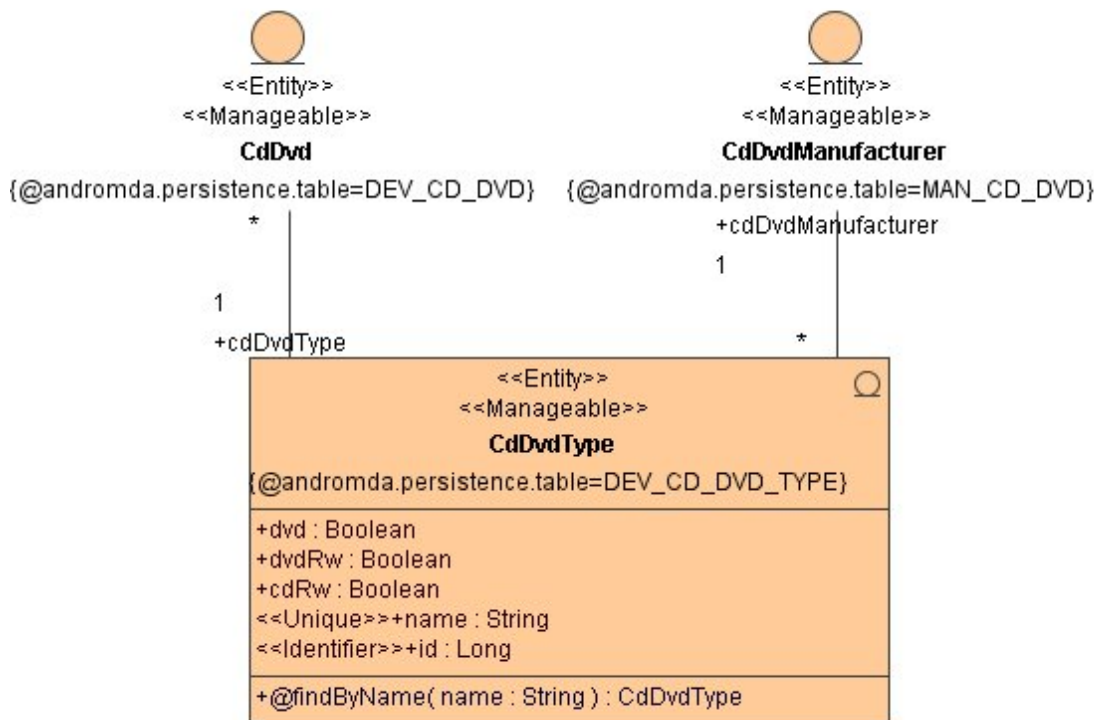 <<Entity>>
<<Manageable>>
CdDvd
{@andromda.persistence.table=DEV_CD_DVD}
*
1
+cdDvdType
<<Entity>>
<<Manageable>>
CdDvdManufacturer
{@andromda.persistence.table=MAN_CD_DVD}
+cdDvdManufacturer
1
*
<<Entity>>
<<Manageable>>
CdDvdType
{@andromda.persistence.table=DEV_CD_DVD_TYPE}
+dvd : Boolean
+dvdRw : Boolean
+cdRw : Boolean
<<Unique>>+name : String
<<Identifier>>+id : Long
+@findByName( name : String ) : CdDvdType